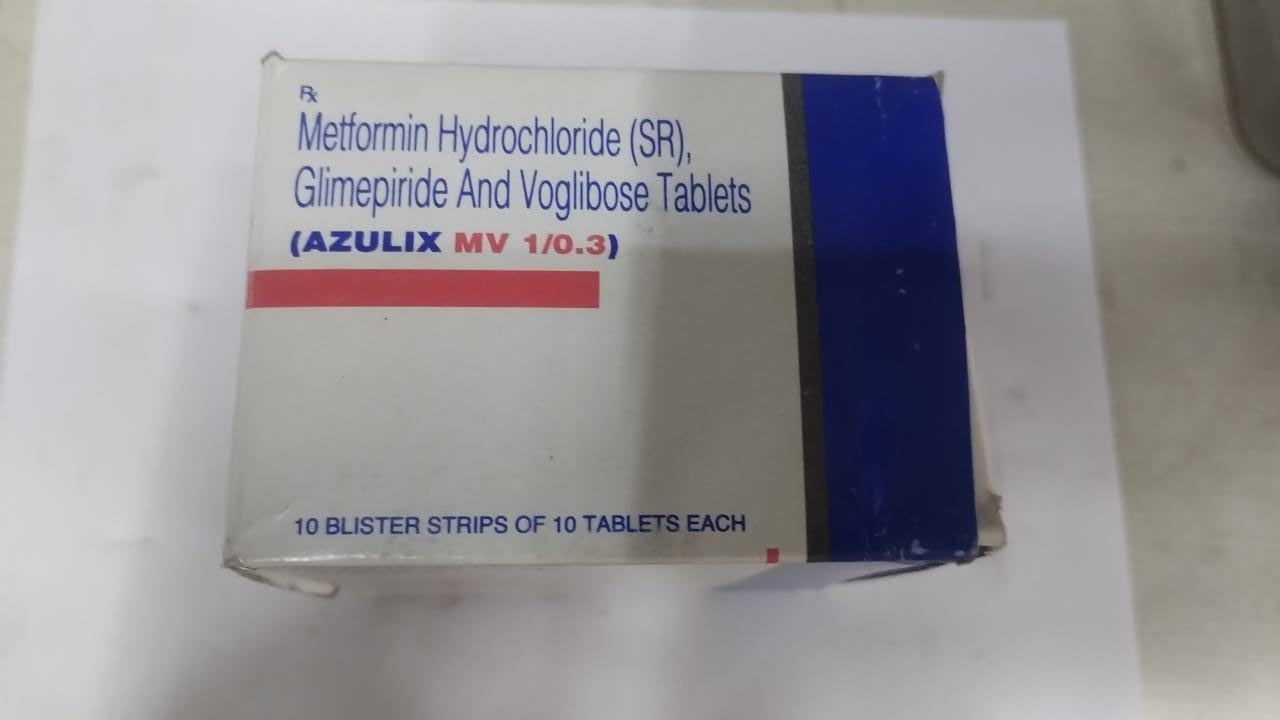 Rx
Metformin Hydrochloride (SR),
Glimepiride And Voglibose Tablets
(AZULIX MV 1/0.3)
10 BLISTER STRIPS OF 10 TABLETS EACH